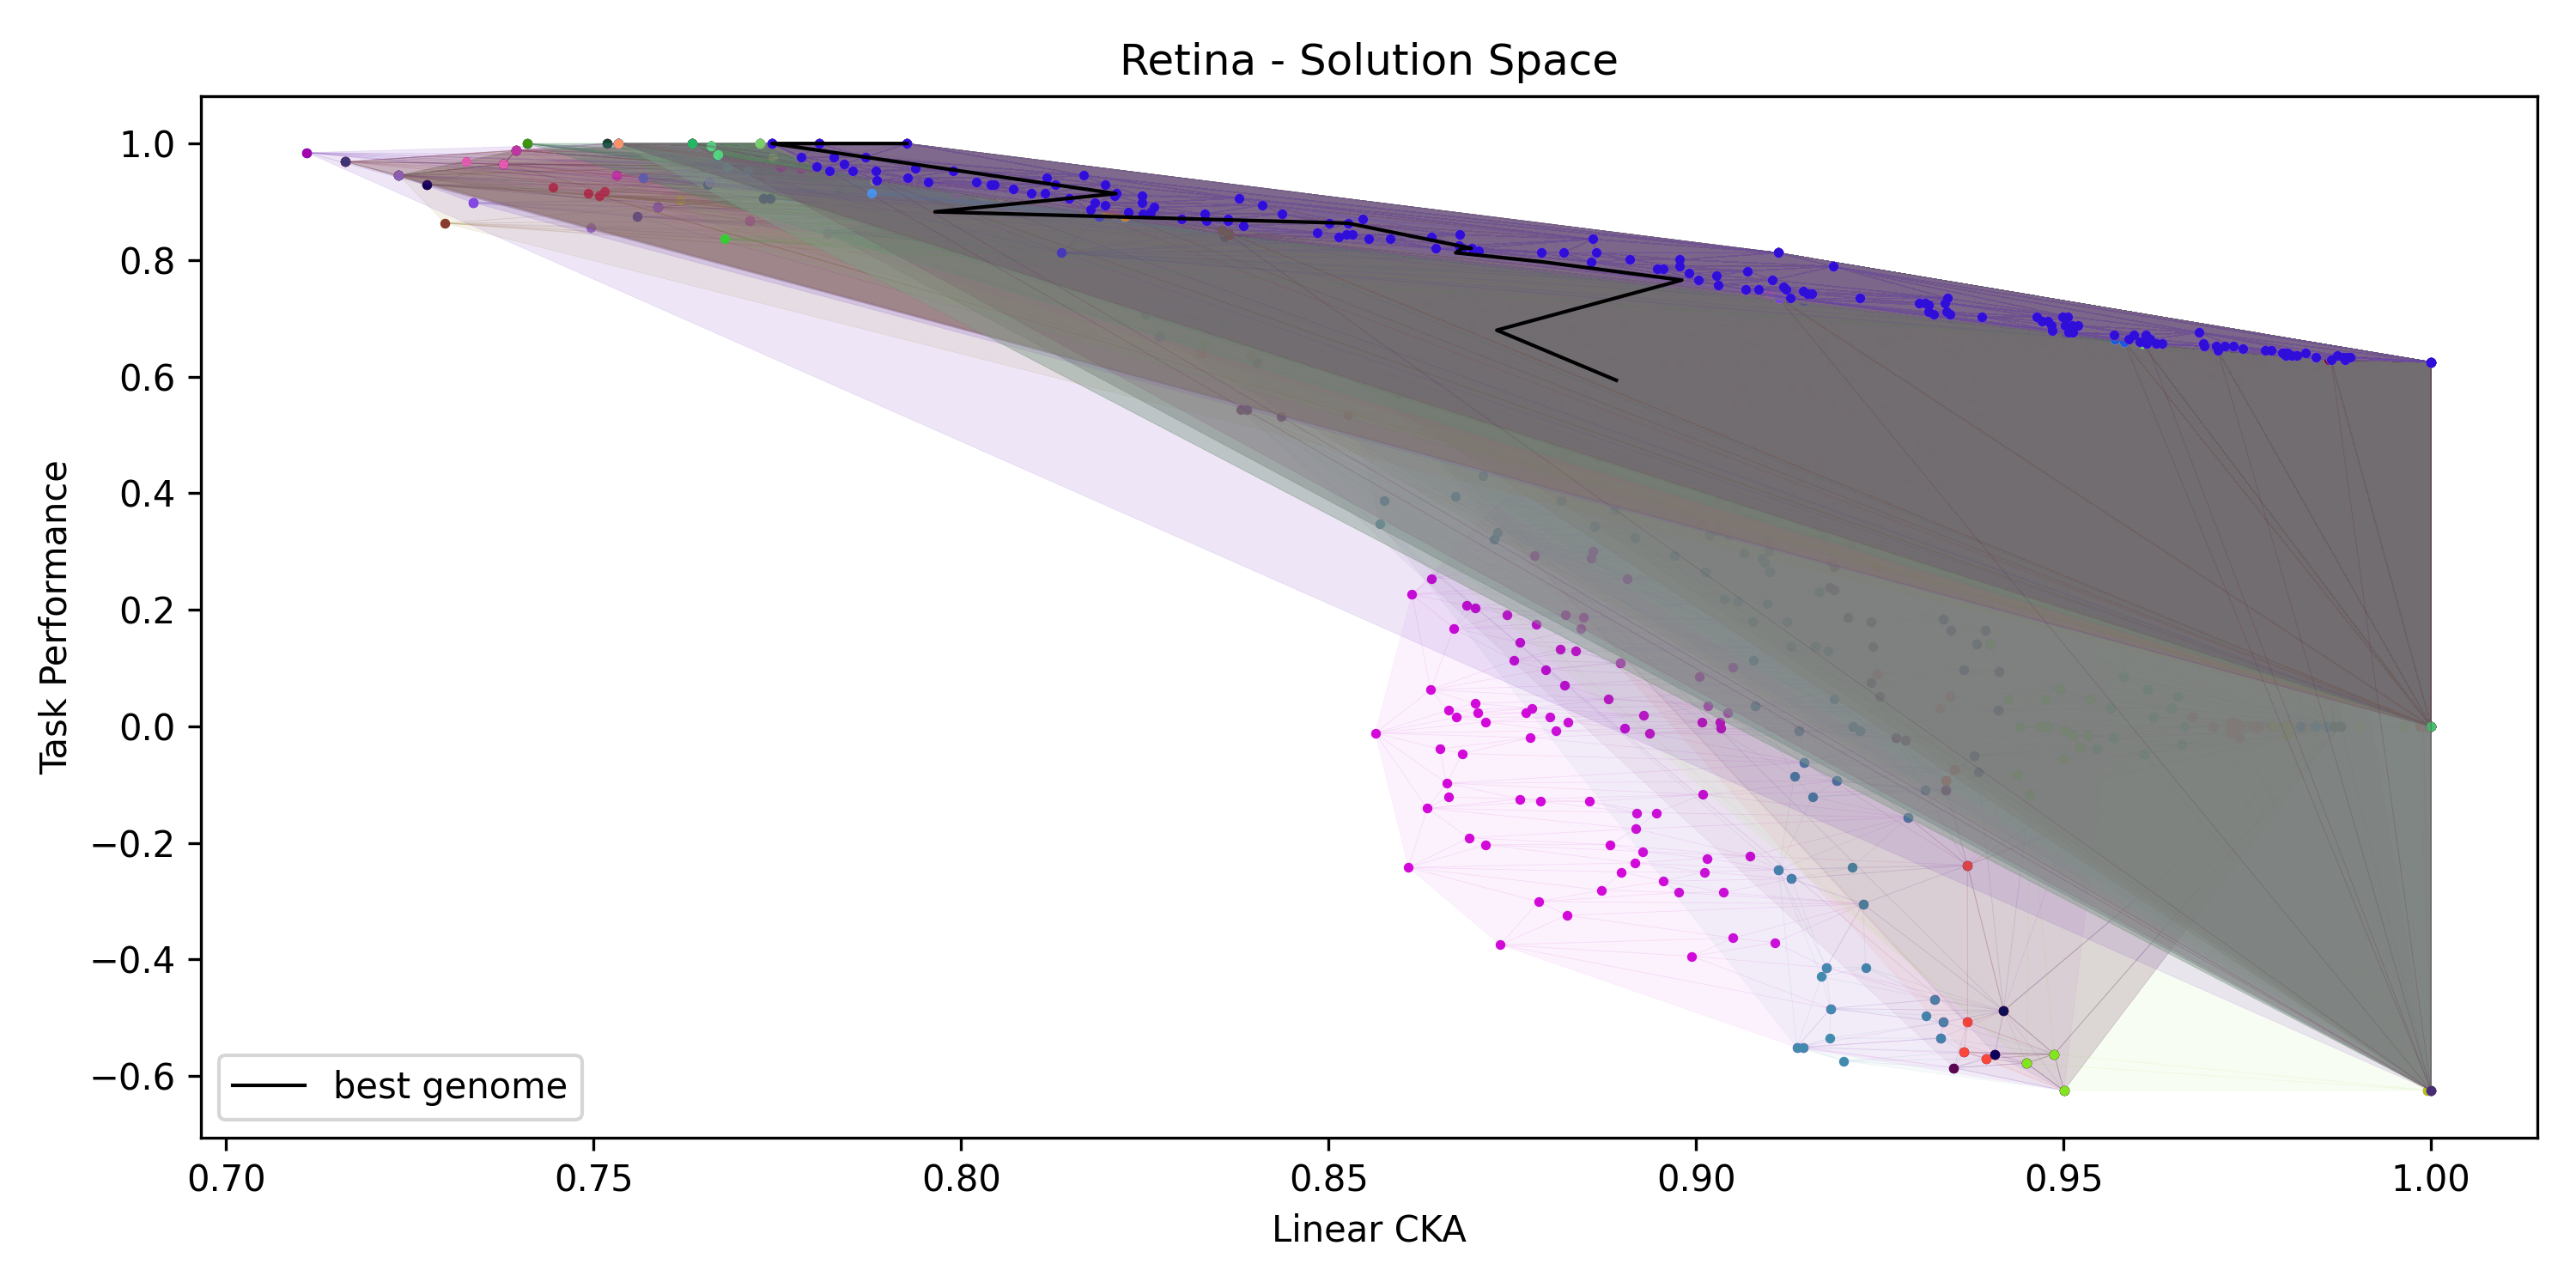 Retina - Solution Space
Task Performance
1.0
0.8
0.6
0.4
0.2
0.0
−0.2
−0.4
−0.6
best genome
0.70 0.75 0.80 0.85 0.90 0.95 1.00
Linear CKA